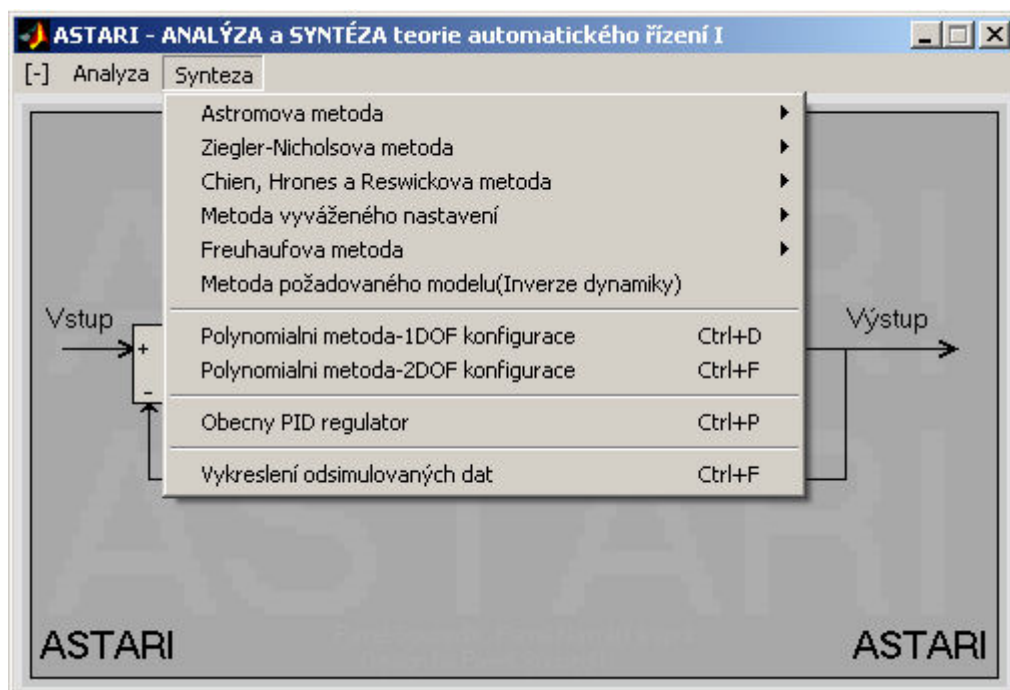 ASTARI - ANALÝZA a SYNTÉZA teorie automatického řízení I
[-] Analyza Synteza
Astromova metoda
Ziegler-Nicholsova metoda
Chien, Hrones a Reswickova metoda
Metoda vyváženého nastavení
Freuhaufova metoda
Metoda požadovaného modelu(Inverze dynamiky)
Polynomialni metoda-1DOF konfigurace Ctrl+D
Polynomialni metoda-2DOF konfigurace Ctrl+F
Obecny PID regulator Ctrl+P
Vykreslení odsimulovaných dat Ctrl+F
Vstup
+
-
Výstup
ASTARI
ASTARI
ASTARI
ASTARI